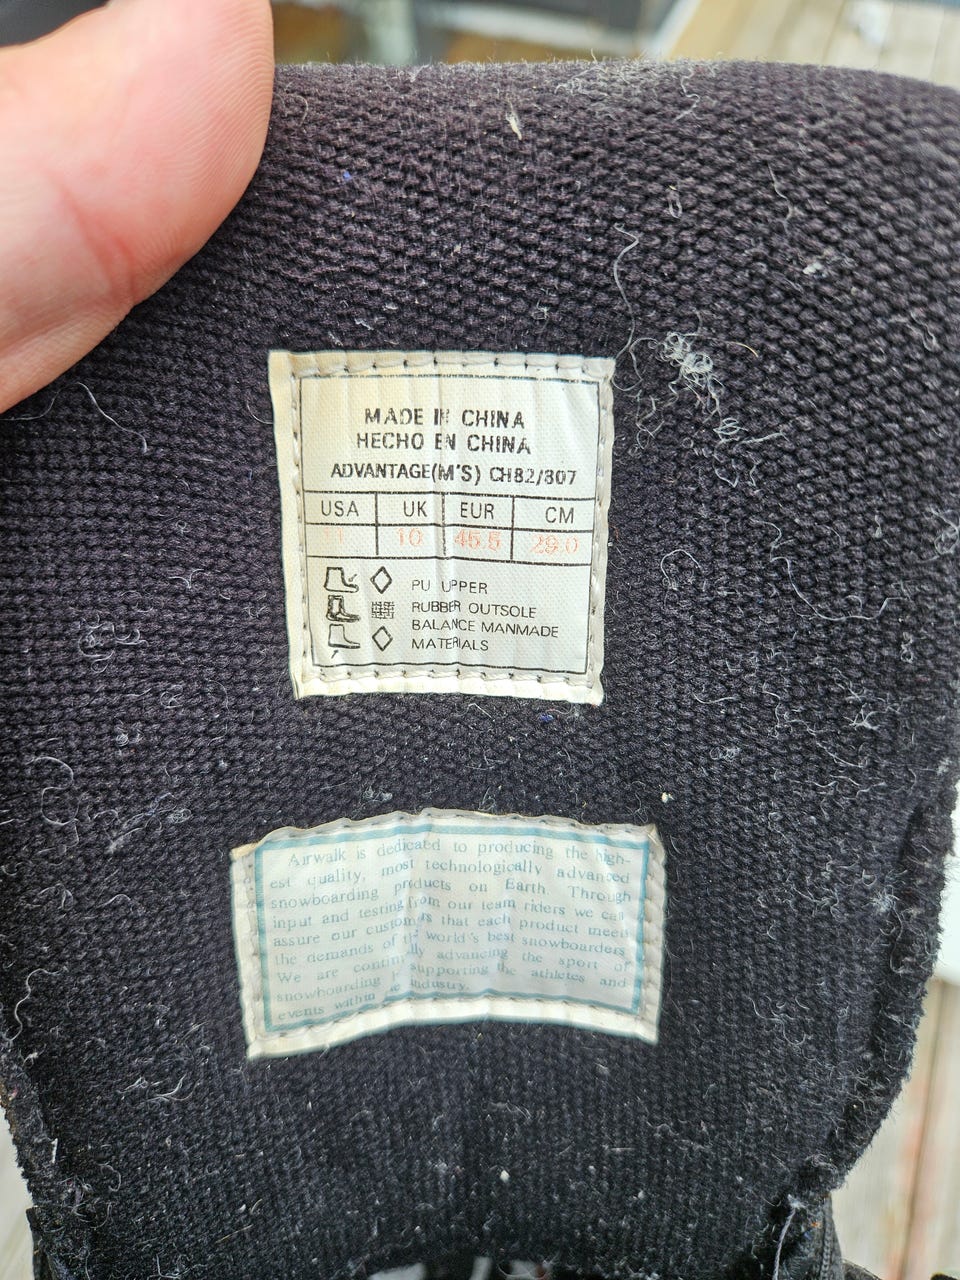 MADE IN CHINA
HECHO EN CHINA
ADVANTAGE(M'S) CH82/807
USA UK EUR CM
11 10 45.5 29.0
PU UPPER
RUBBER OUTSOLE
BALANCE MANMADE
MATERIALS
Airwalk is dedicated to producing the high-
est quality, most technologically advanced
snowboarding products on Earth. Through
input and testing from our team riders we can
assure our that each product meets
the demands of world's best snowboarders
We are advancing the sport of
snowboarding supporting the athletes and
events within industry.